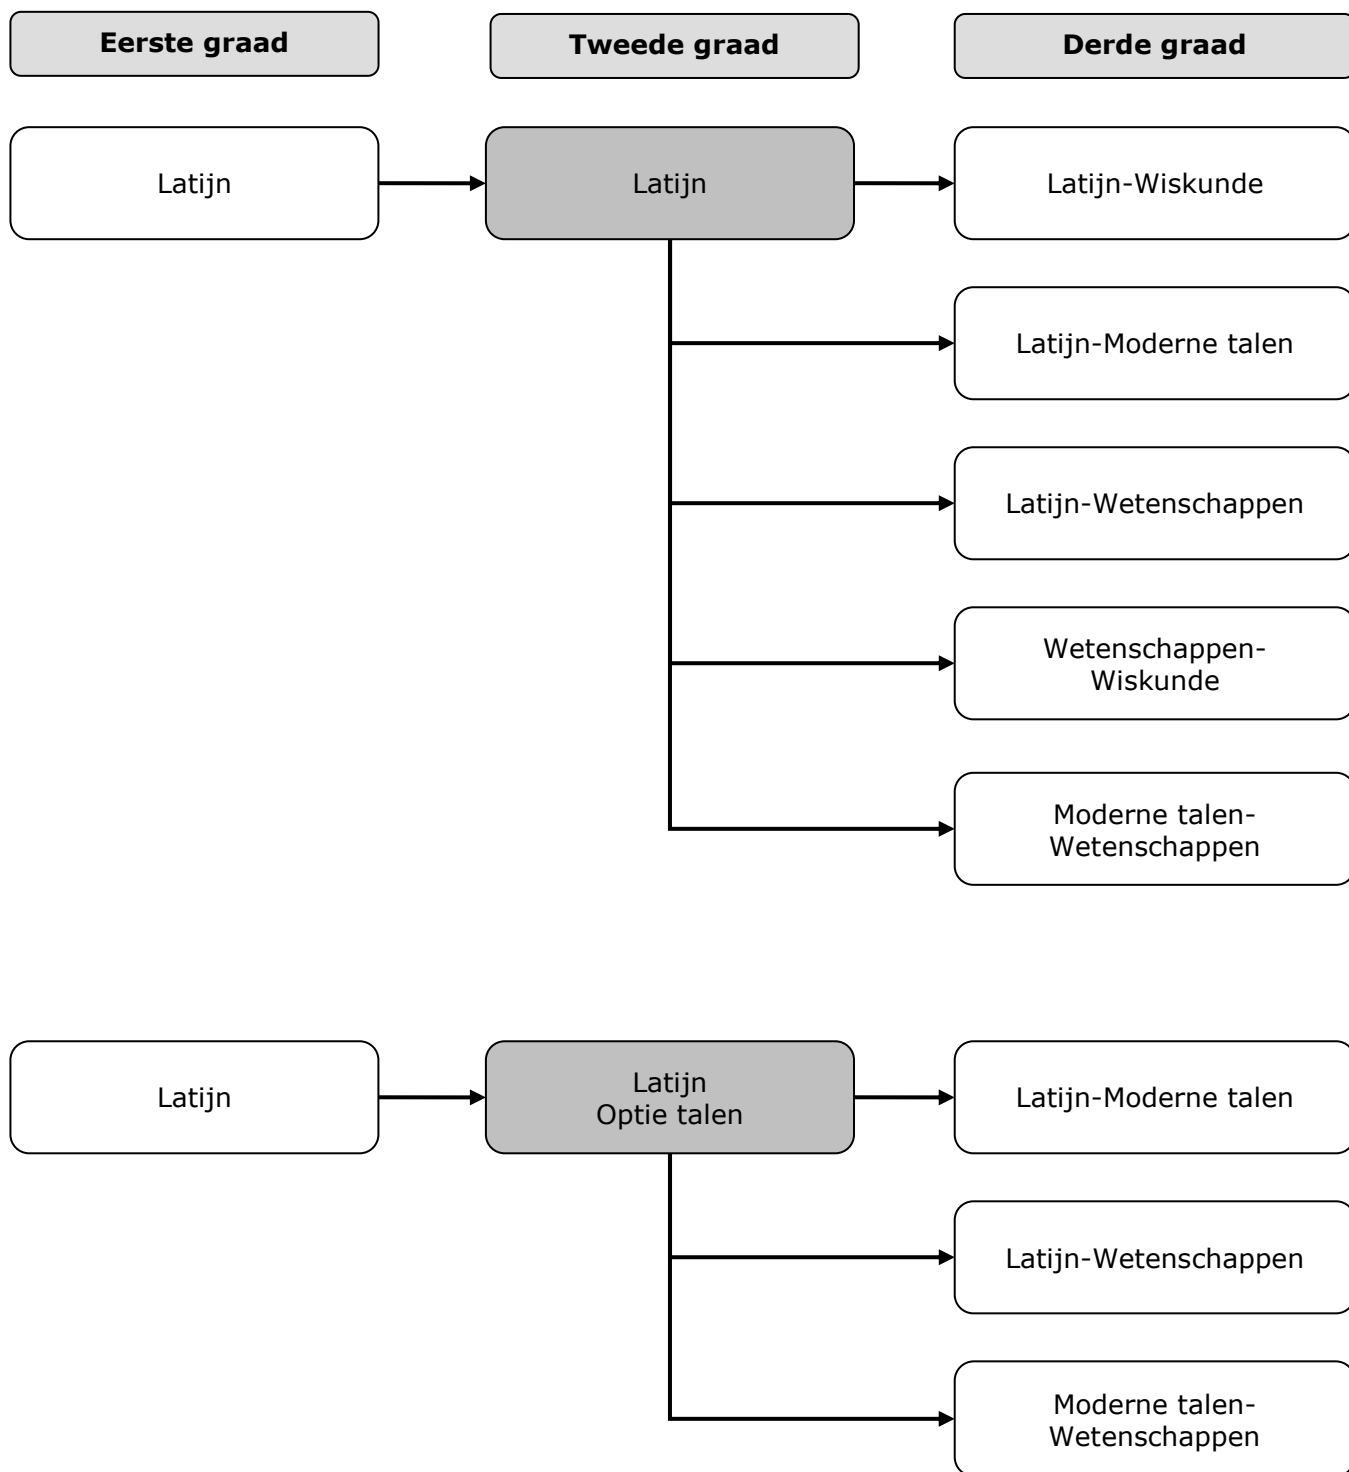 Eerste graad
Tweede graad
Derde graad
Latijn
Latijn
Latijn-Wiskunde
Latijn-Moderne talen
Latijn-Wetenschappen
Wetenschappen-
Wiskunde
Moderne talen-
Wetenschappen
Latijn
Latijn
Optie talen
Latijn-Moderne talen
Latijn-Wetenschappen
Moderne talen-
Wetenschappen